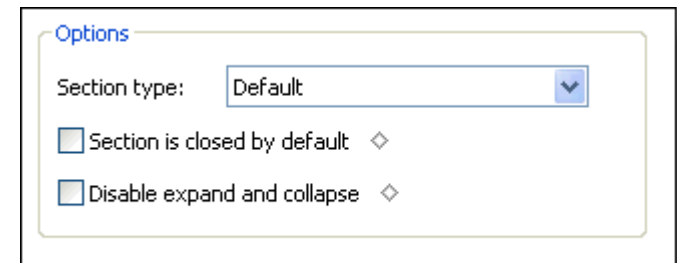 Options
Section type: Default
Section is closed by default
Disable expand and collapse